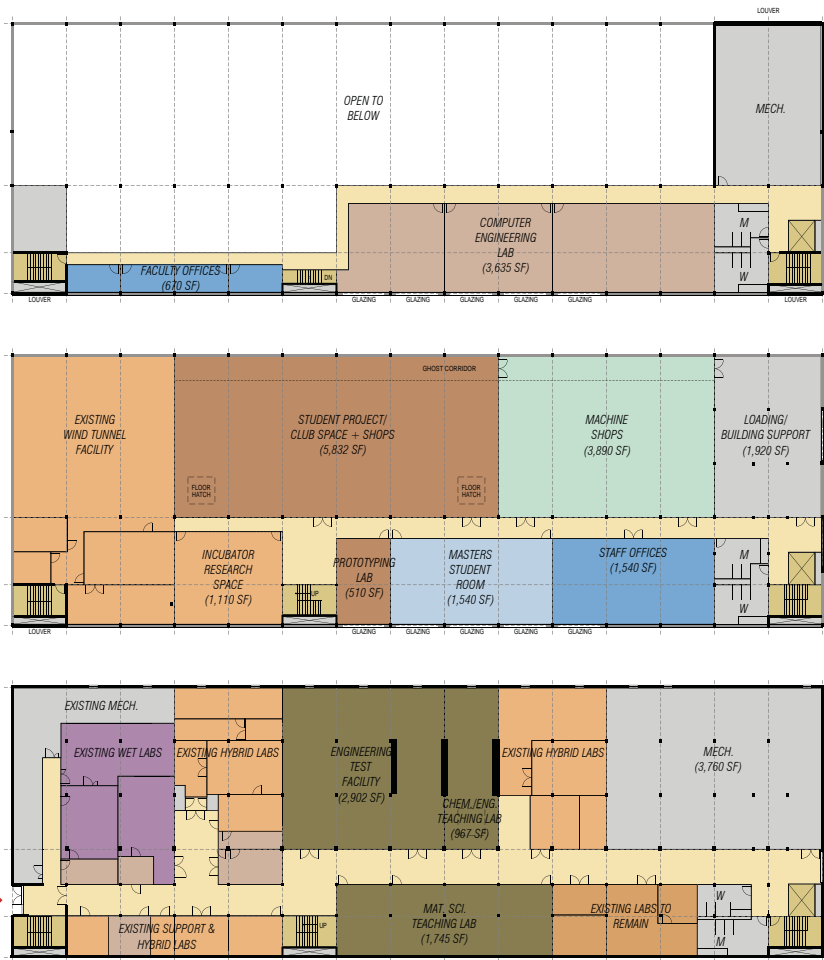 LOUVER
OPEN TO
BELOW
MECH.
COMPUTER
ENGINEERING
LAB
(3,635 SF)
M
FACULTY OFFICES
(670 SF)
DN
W
LOUVER
GLAZING
GLAZING
GLAZING
GLAZING
GLAZING
LOUVER
GHOST CORRIDOR
EXISTING
WIND TUNNEL
FACILITY
STUDENT PROJECT/
CLUB SPACE + SHOPS
(5,832 SF)
MACHINE
SHOPS
(3,890 SF)
LOADING/
BUILDING SUPPORT
(1,920 SF)
FLOOR
HATCH
FLOOR
HATCH
INCUBATOR
RESEARCH
SPACE
(1,110 SF)
PROTOTYPING
LAB
(510 SF)
MASTERS
STUDENT
ROOM
(1,540 SF)
STAFF OFFICES
(1,540 SF)
M
UP
W
LOUVER
GLAZING
GLAZING
GLAZING
GLAZING
GLAZING
EXISTING MECH.
EXISTING WET LABS
EXISTING HYBRID LABS
ENGINEERING
TEST
FACILITY
(2,902 SF)
EXISTING HYBRID LABS
MECH.
(3,760 SF)
CHEM./ENG.
TEACHING LAB
(967 SF)
W
MAT. SCI.
TEACHING LAB
(1,745 SF)
EXISTING LABS TO
REMAIN
EXISTING SUPPORT &
HYBRID LABS
UP
M